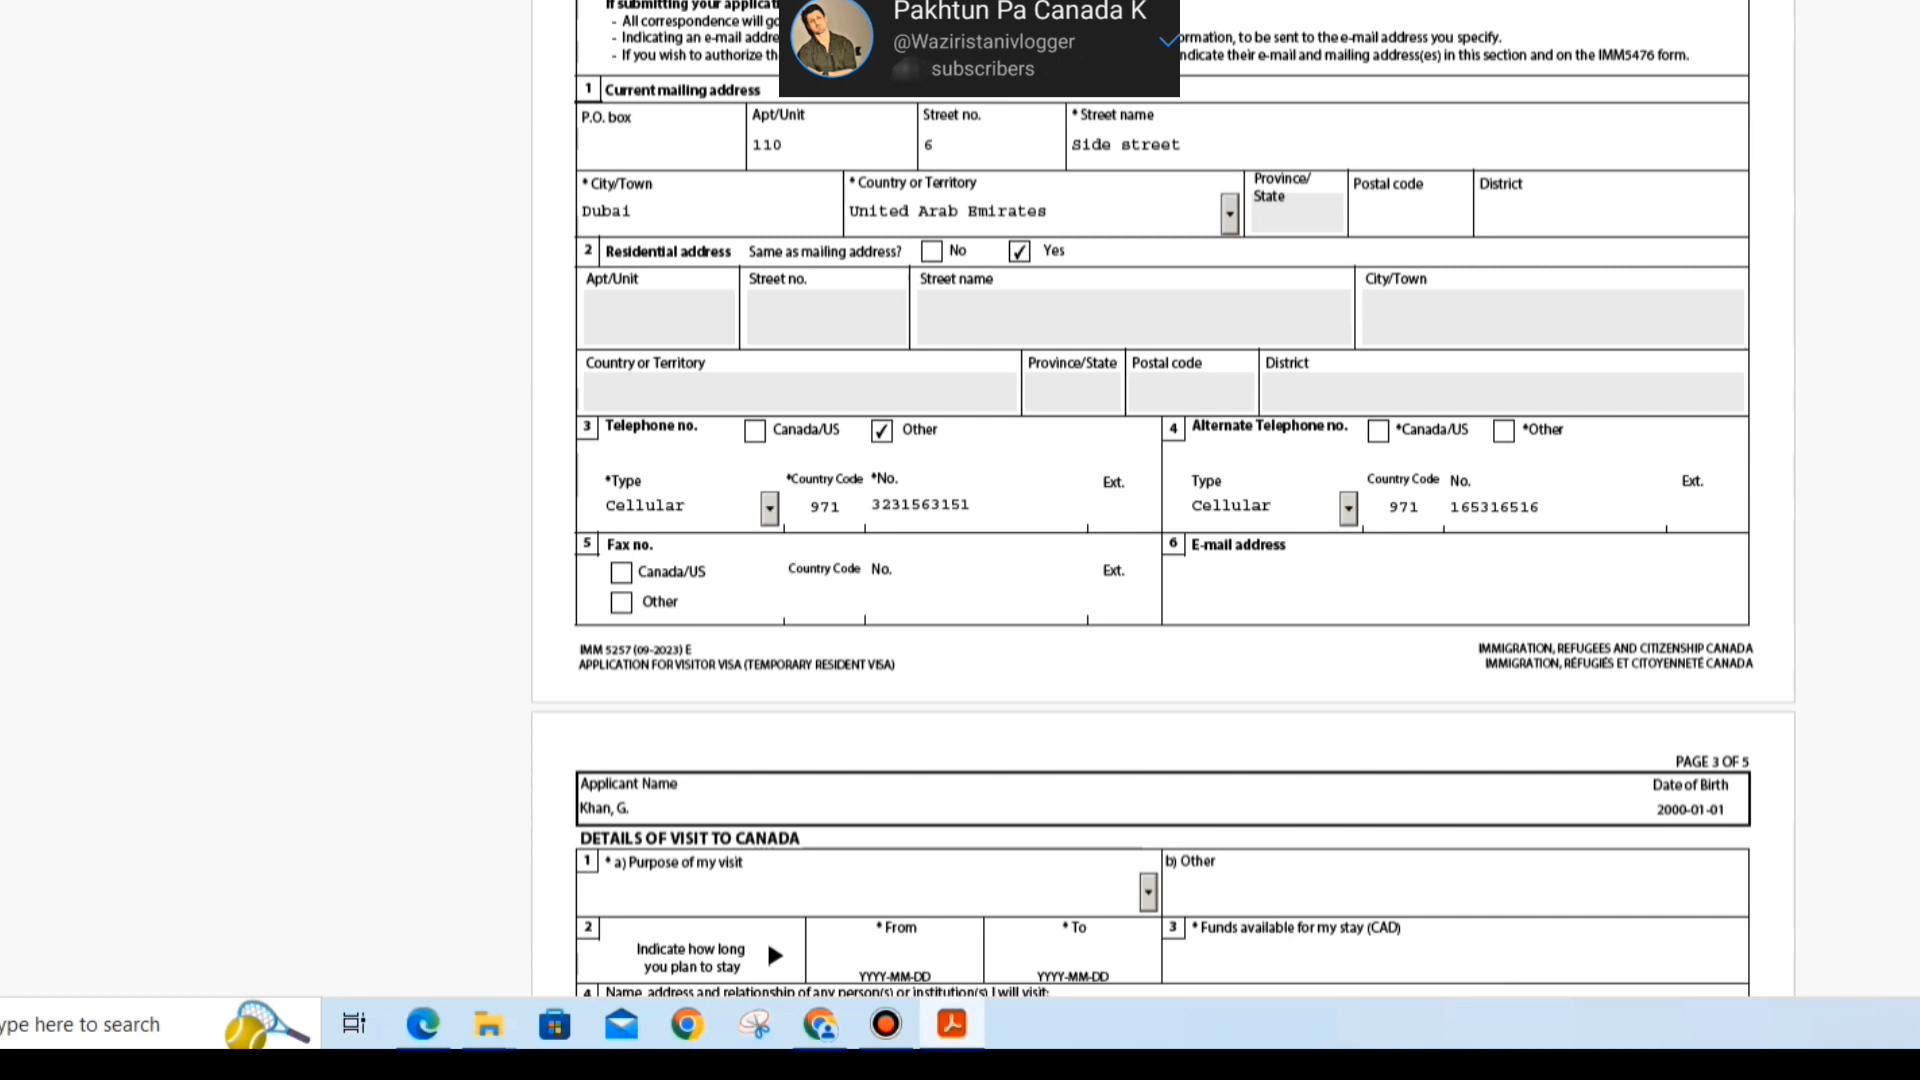 If submitting your applicati
- All correspondence will go
- Indicating an e-mail addre
ormation, to be sent to the e-mail address you specify.
- If you wish to authorize th
ndicate their e-mail and mailing address(es) in this section and on the IMM5476 form.
Pakhtun Pa Canada K
@Waziristanivlogger
subscribers
1 Current mailing address
P.O. box Apt/Unit Street no. * Street name
110 6 Side street
* City/Town * Country or Territory Province/State Postal code District
Dubai United Arab Emirates
2 Residential address Same as mailing address? No Yes
Apt/Unit Street no. Street name City/Town
Country or Territory Province/State Postal code District
3 Telephone no. Canada/US Other 4 Alternate Telephone no. *Canada/US *Other
*Type *Country Code *No. Ext. Type Country Code No. Ext.
Cellular 971 3231563151 Cellular 971 165316516
5 Fax no. 6 E-mail address
Canada/US Country Code No. Ext.
Other
IMM 5257 (09-2023) E
APPLICATION FOR VISITOR VISA (TEMPORARY RESIDENT VISA)
IMMIGRATION, REFUGEES AND CITIZENSHIP CANADA
IMMIGRATION, RÉFUGIÉS ET CITOYENNETÉ CANADA
PAGE 3 OF 5
Applicant Name Date of Birth
Khan, G. 2000-01-01
DETAILS OF VISIT TO CANADA
1 * a) Purpose of my visit b) Other
2 * From * To 3 * Funds available for my stay (CAD)
Indicate how long
you plan to stay
YYYY-MM-DD YYYY-MM-DD
4 Name, address and relationship of any person(s) or institution(s) I will visit:
ype here to search